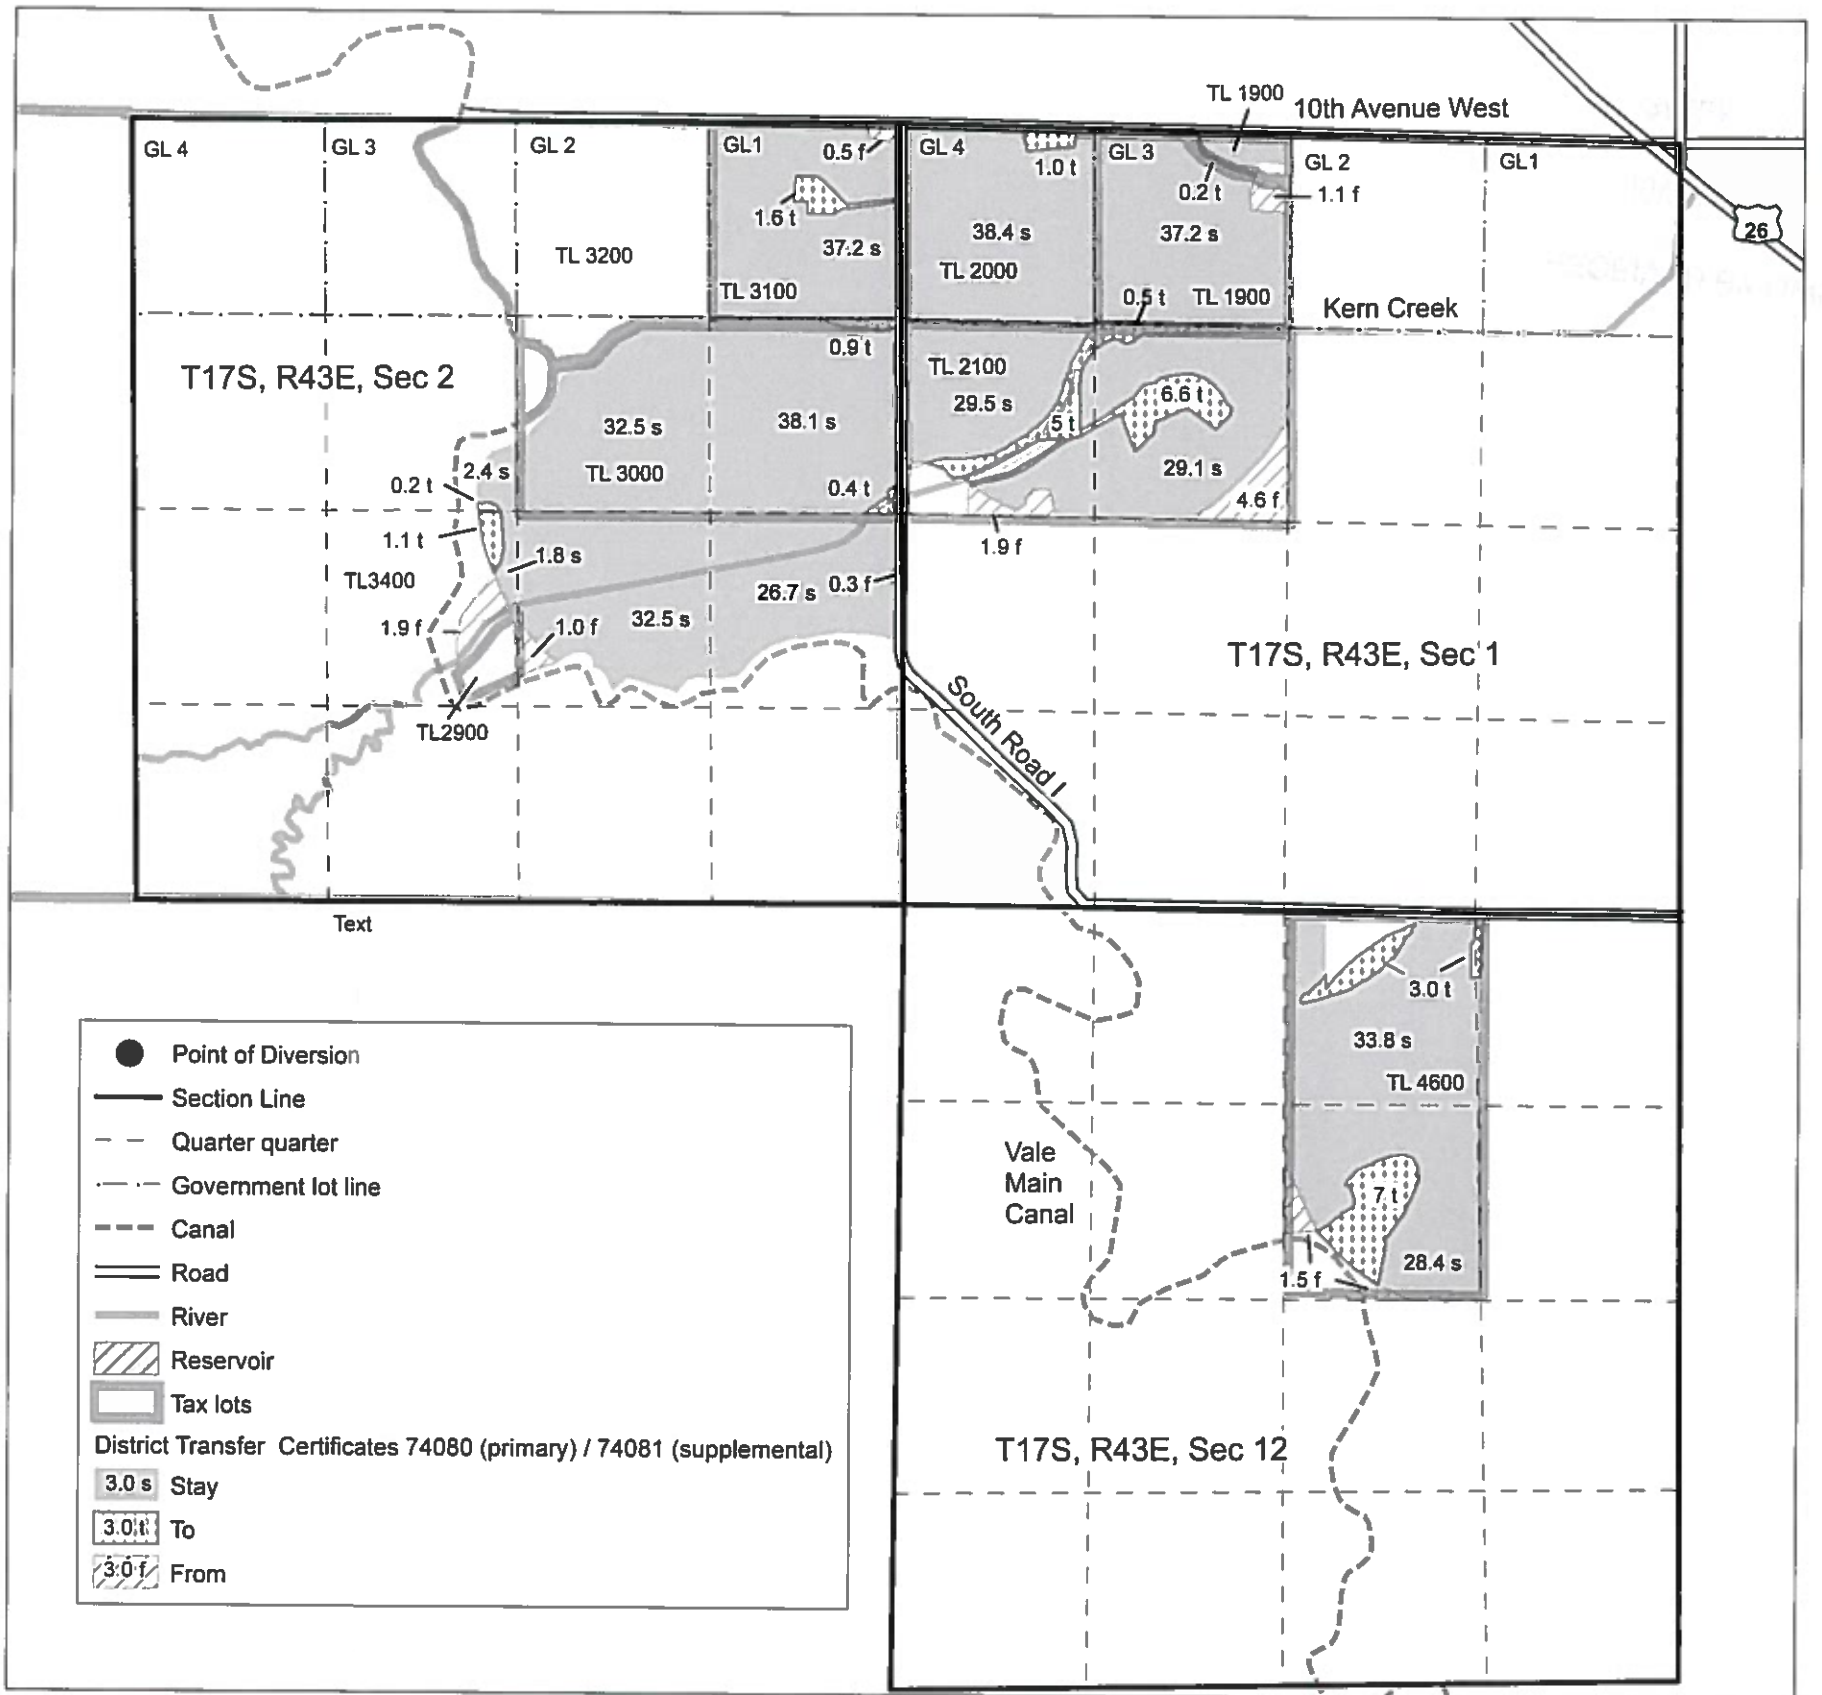 TL 1900
10th Avenue West
GL 4
GL 3
GL 2
GL1
0.5 f
GL 4
1.0 t
GL 3
0.2 t
GL 2
1.1 f
GL1
26
1.6 t
37.2 s
38.4 s
37.2 s
TL 3200
TL 2000
TL 3100
0.5 t
TL 1900
Kern Creek
T17S, R43E, Sec 2
0.9 t
TL 2100
29.5 s
6.6 t
32.5 s
38.1 s
5 t
2.4 s
TL 3000
29.1 s
0.2 t
0.4 t
4.6 f
1.1 t
1.8 s
1.9 f
TL3400
26.7 s
0.3 f
32.5 s
1.9 f
1.0 f
T17S, R43E, Sec 1
South Road I
TL2900
Text
3.0 t
33.8 s
TL 4600
Vale
Main
Canal
7 t
28.4 s
1.5 f
T17S, R43E, Sec 12
Point of Diversion
Section Line
Quarter quarter
Government lot line
Canal
Road
River
Reservoir
Tax lots
District Transfer Certificates 74080 (primary) / 74081 (supplemental)
3.0 s Stay
3.0 t To
3.0 f From